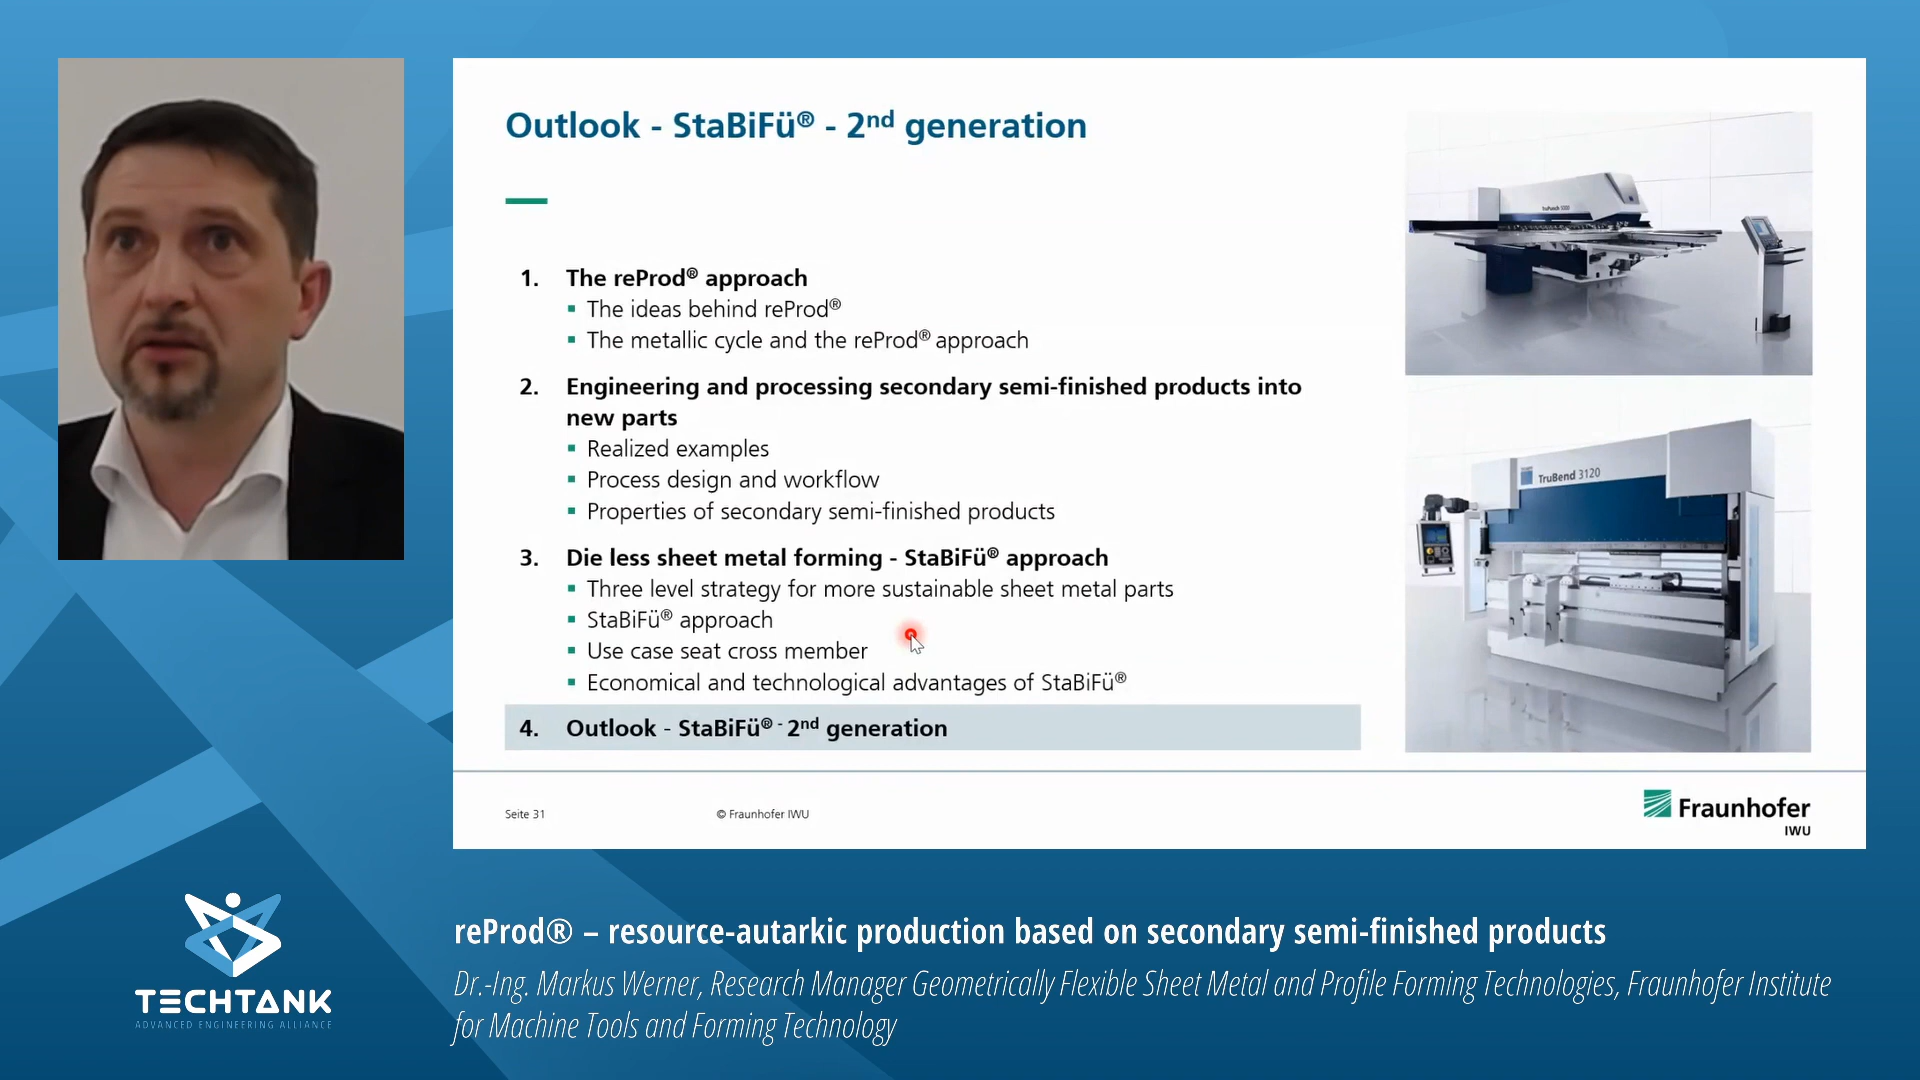 Outlook - StaBiFü® - 2nd generation
1. The reProd® approach
▪ The ideas behind reProd®
▪ The metallic cycle and the reProd® approach
2. Engineering and processing secondary semi-finished products into
new parts
▪ Realized examples
▪ Process design and workflow
▪ Properties of secondary semi-finished products
3. Die less sheet metal forming - StaBiFü® approach
▪ Three level strategy for more sustainable sheet metal parts
▪ StaBiFü® approach
▪ Use case seat cross member
▪ Economical and technological advantages of StaBiFü®
4. Outlook - StaBiFü® - 2nd generation
TruBend 3120
Seite 31
© Fraunhofer IWU
Fraunhofer
IWU
TECHTANK
ADVANCED ENGINEERING ALLIANCE
reProd® – resource-autarkic production based on secondary semi-finished products
Dr.-Ing. Markus Werner, Research Manager Geometrically Flexible Sheet Metal and Profile Forming Technologies, Fraunhofer Institute
for Machine Tools and Forming Technology